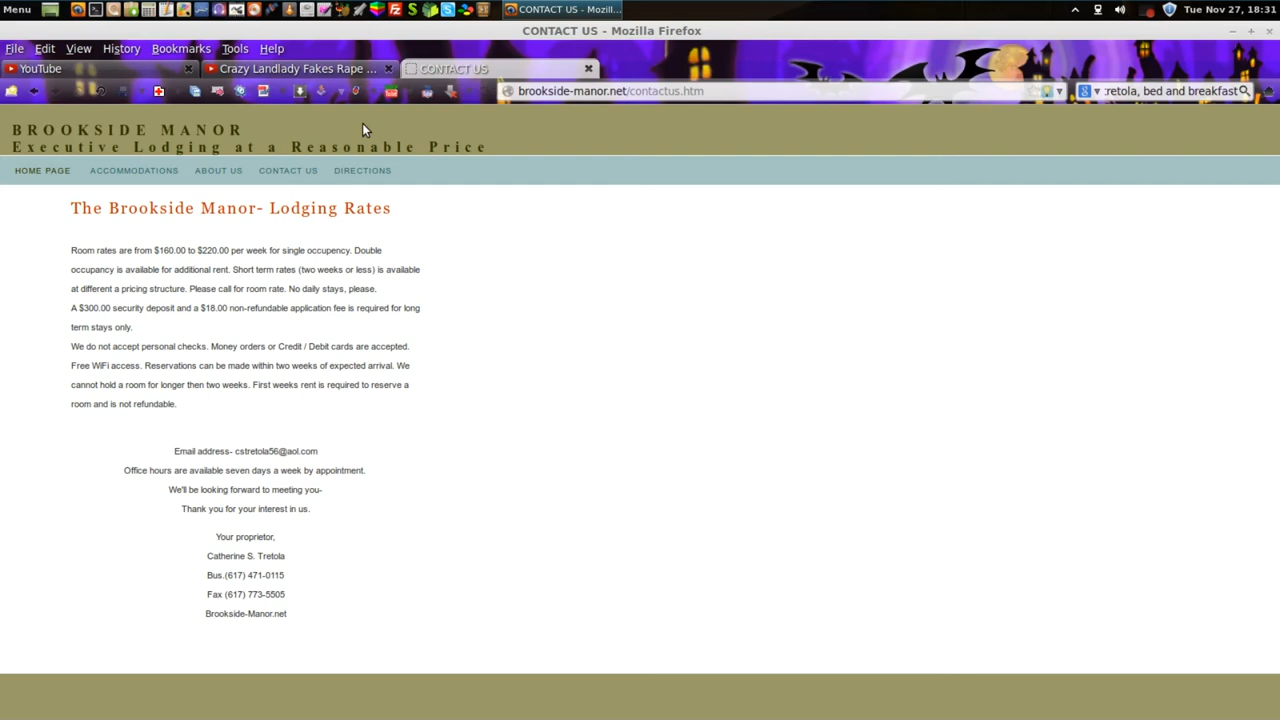 Menu
CONTACT US - Mozill...
Tue Nov 27, 18:31
CONTACT US - Mozilla Firefox
File Edit View History Bookmarks Tools Help
YouTube
Crazy Landlady Fakes Rape ...
CONTACT US
brookside-manor.net/contactus.htm
retola, bed and breakfast
BROOKSIDE MANOR
Executive Lodging at a Reasonable Price
HOME PAGE ACCOMMODATIONS ABOUT US CONTACT US DIRECTIONS
The Brookside Manor- Lodging Rates
Room rates are from $160.00 to $220.00 per week for single occupency. Double
occupancy is available for additional rent. Short term rates (two weeks or less) is available
at different a pricing structure. Please call for room rate. No daily stays, please.
A $300.00 security deposit and a $18.00 non-refundable application fee is required for long
term stays only.
We do not accept personal checks. Money orders or Credit / Debit cards are accepted.
Free WiFi access. Reservations can be made within two weeks of expected arrival. We
cannot hold a room for longer then two weeks. First weeks rent is required to reserve a
room and is not refundable.
Email address- cstretola56@aol.com
Office hours are available seven days a week by appointment.
We'll be looking forward to meeting you-
Thank you for your interest in us.
Your proprietor,
Catherine S. Tretola
Bus.(617) 471-0115
Fax (617) 773-5505
Brookside-Manor.net